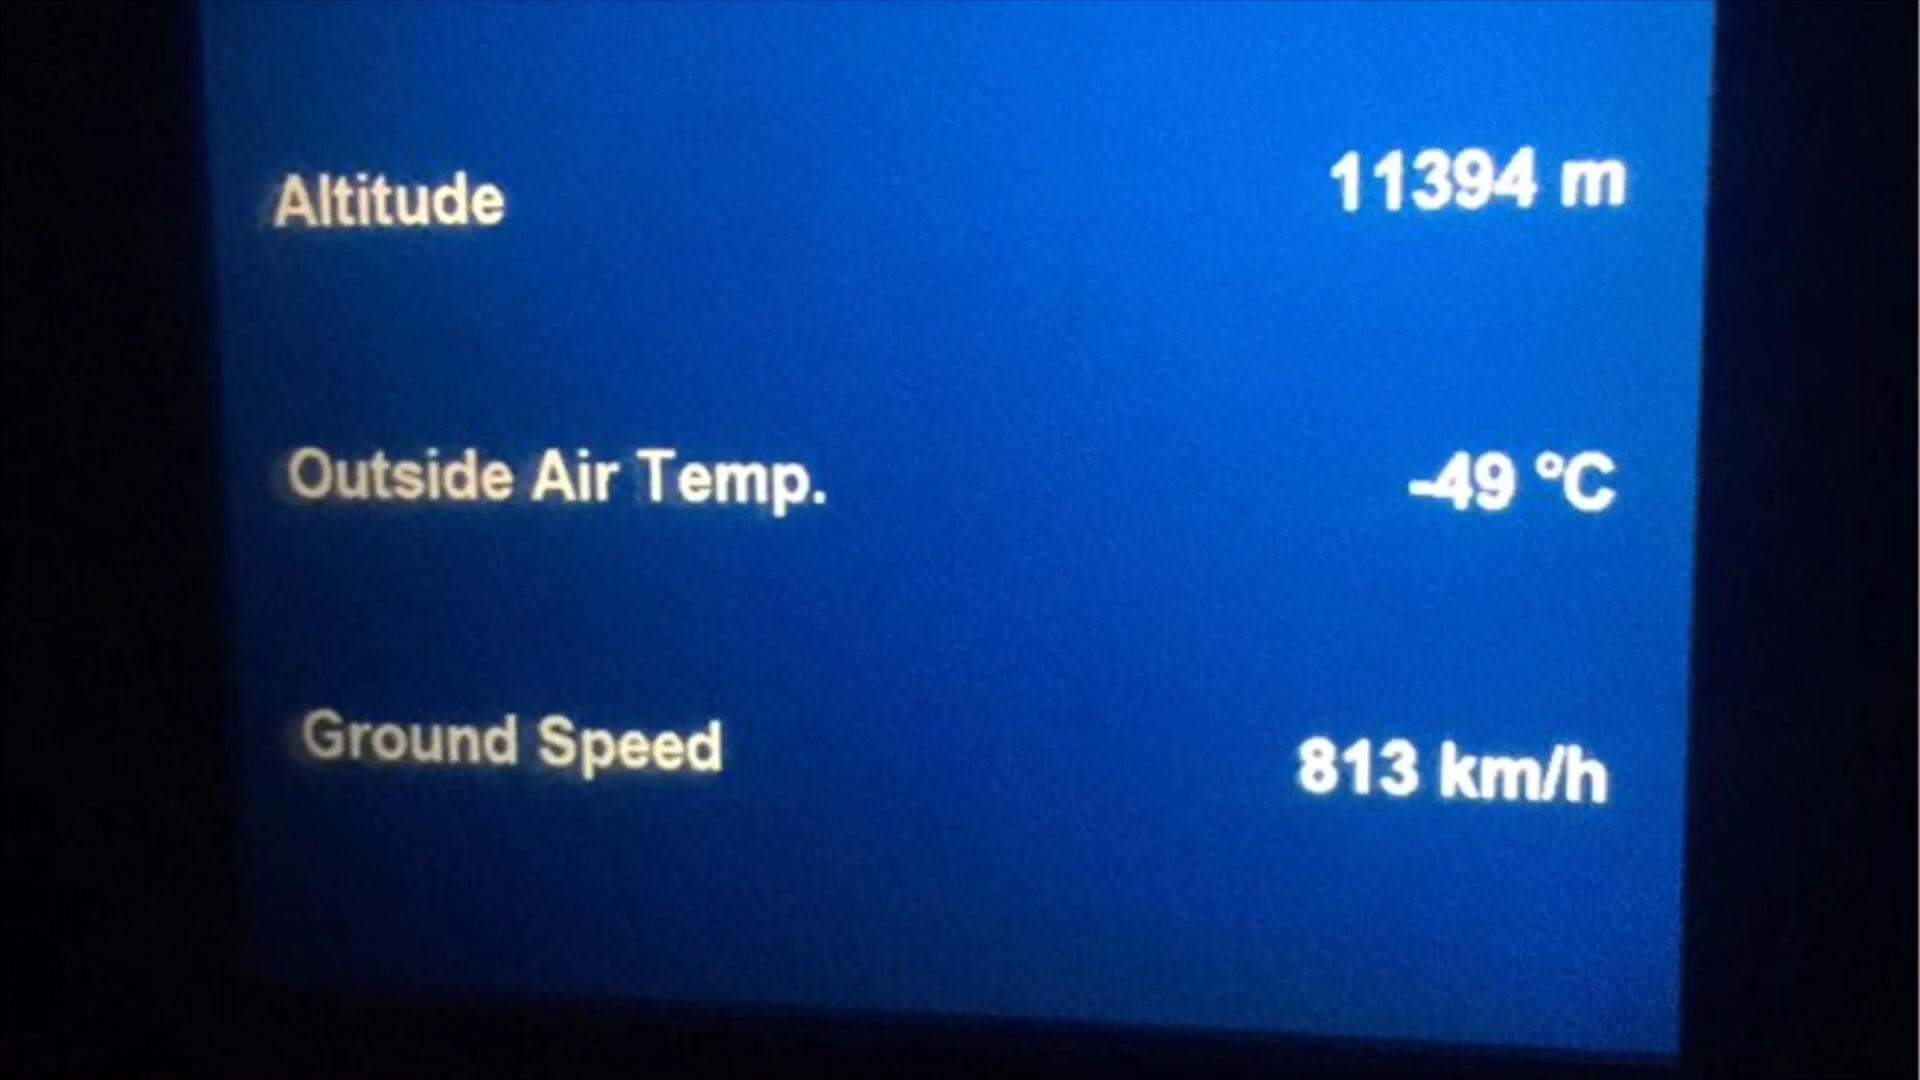 Altitude 11394 m
Outside Air Temp. -49 °C
Ground Speed 813 km/h